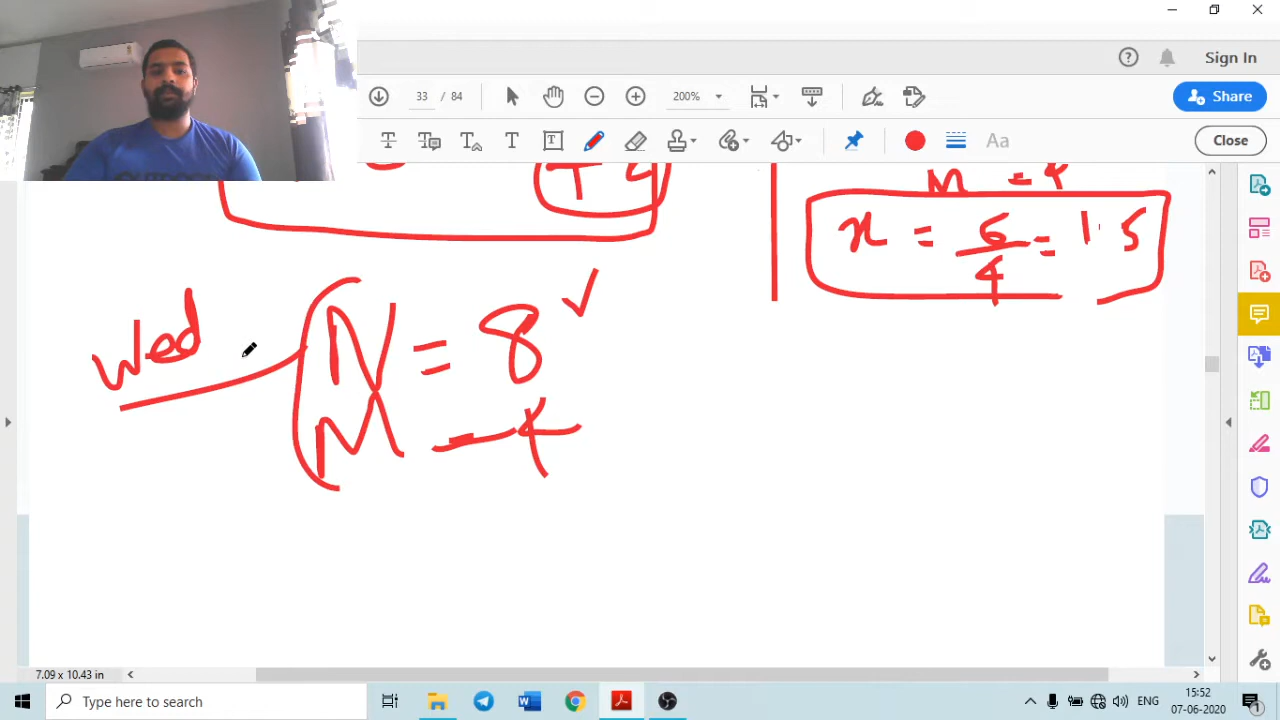 Sign In
33 / 84
200%
Share
Aa
Close
M = 4
x = 6/4 = 1.5
Wed
N = 8 ✓
M = 4
7.09 x 10.43 in
Type here to search
ENG
15:52
07-06-2020